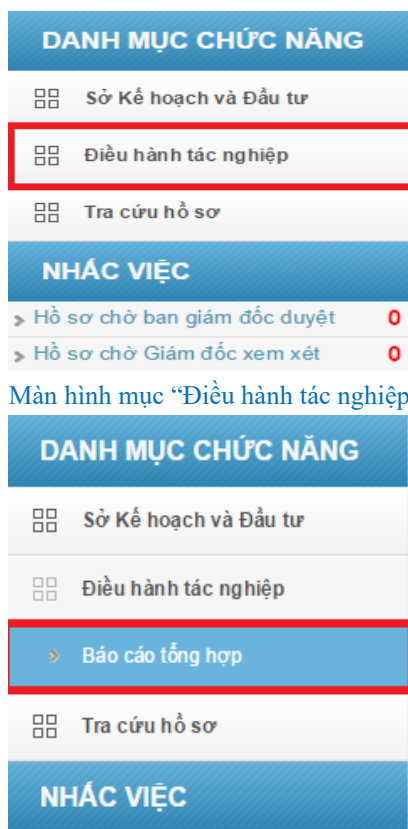 DANH MỤC CHỨC NĂNG
Sở Kế hoạch và Đầu tư
Điều hành tác nghiệp
Tra cứu hồ sơ
NHẮC VIỆC
Hồ sơ chờ ban giám đốc duyệt 0
Hồ sơ chờ Giám đốc xem xét 0
Màn hình mục “Điều hành tác nghiệp
DANH MỤC CHỨC NĂNG
Sở Kế hoạch và Đầu tư
Điều hành tác nghiệp
Báo cáo tổng hợp
Tra cứu hồ sơ
NHẮC VIỆC